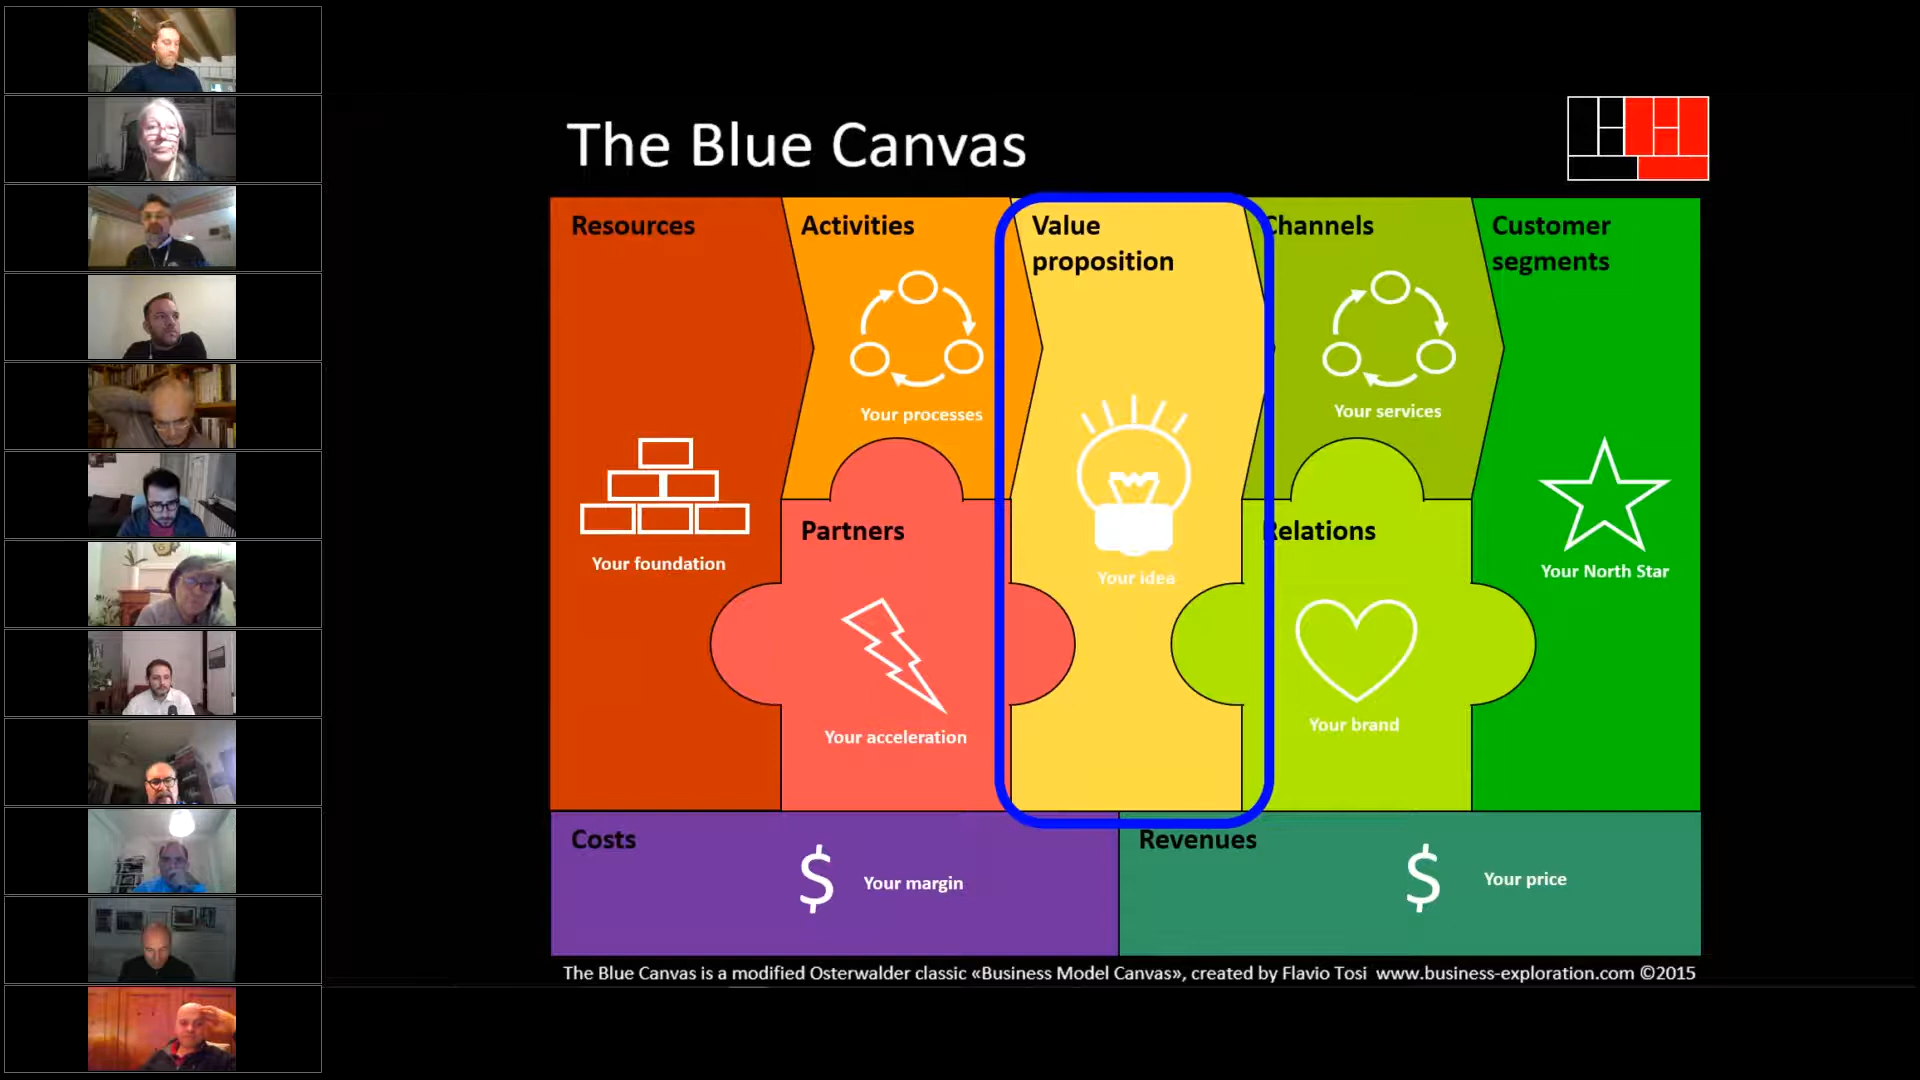 The Blue Canvas
Resources
Activities
Value
proposition
Channels
Customer
segments
Your processes
Your services
Your foundation
Partners
Your idea
Relations
Your North Star
Your acceleration
Your brand
Costs
$ Your margin
Revenues
$ Your price
The Blue Canvas is a modified Osterwalder classic «Business Model Canvas», created by Flavio Tosi www.business-exploration.com ©2015